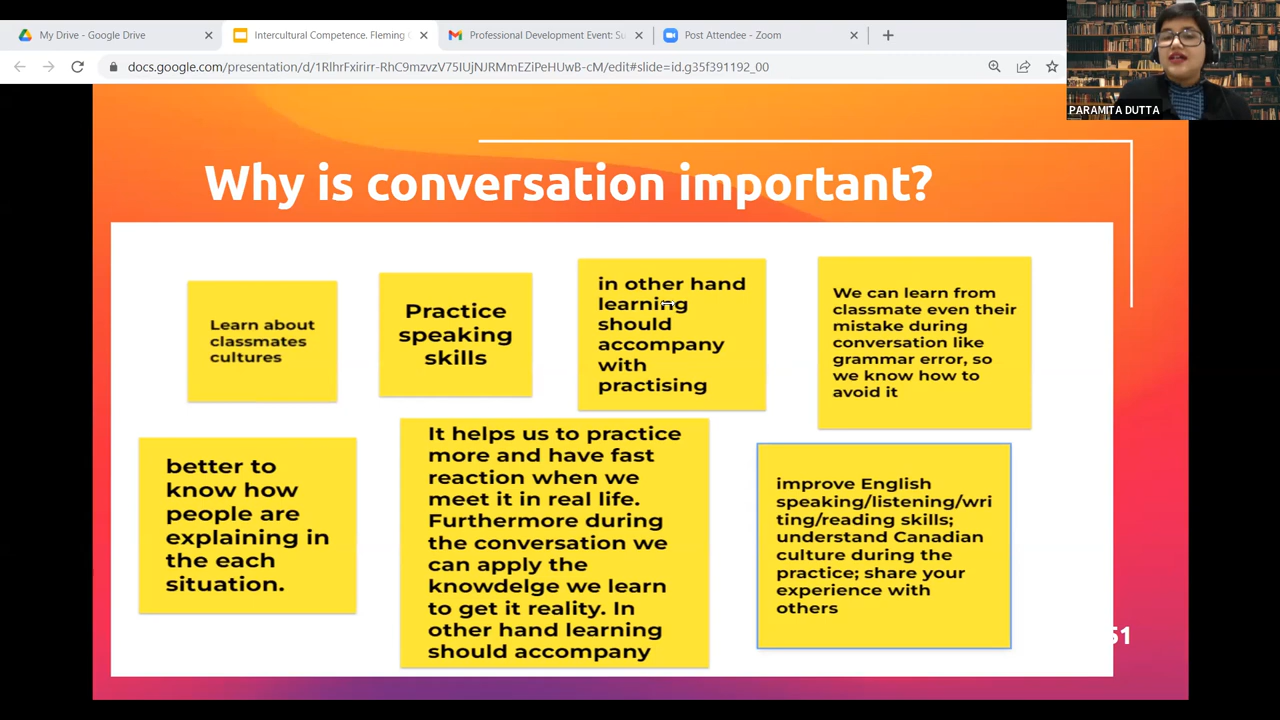 My Drive - Google Drive
Intercultural Competence. Fleming
Professional Development Event: Su
Post Attendee - Zoom
docs.google.com/presentation/d/1RlhrFxirirr-RhC9mzvzV75IUjNJRMmEZiPeHUwB-cM/edit#slide=id.g35f391192_00
PARAMITA DUTTA
Why is conversation important?
Learn about
classmates
cultures
Practice
speaking
skills
in other hand
learning
should
accompany
with
practising
We can learn from
classmate even their
mistake during
conversation like
grammar error, so
we know how to
avoid it
better to
know how
people are
explaining in
the each
situation.
It helps us to practice
more and have fast
reaction when we
meet it in real life.
Furthermore during
the conversation we
can apply the
knowdelge we learn
to get it reality. In
other hand learning
should accompany
improve English
speaking/listening/wri
ting/reading skills;
understand Canadian
culture during the
practice; share your
experience with
others
51